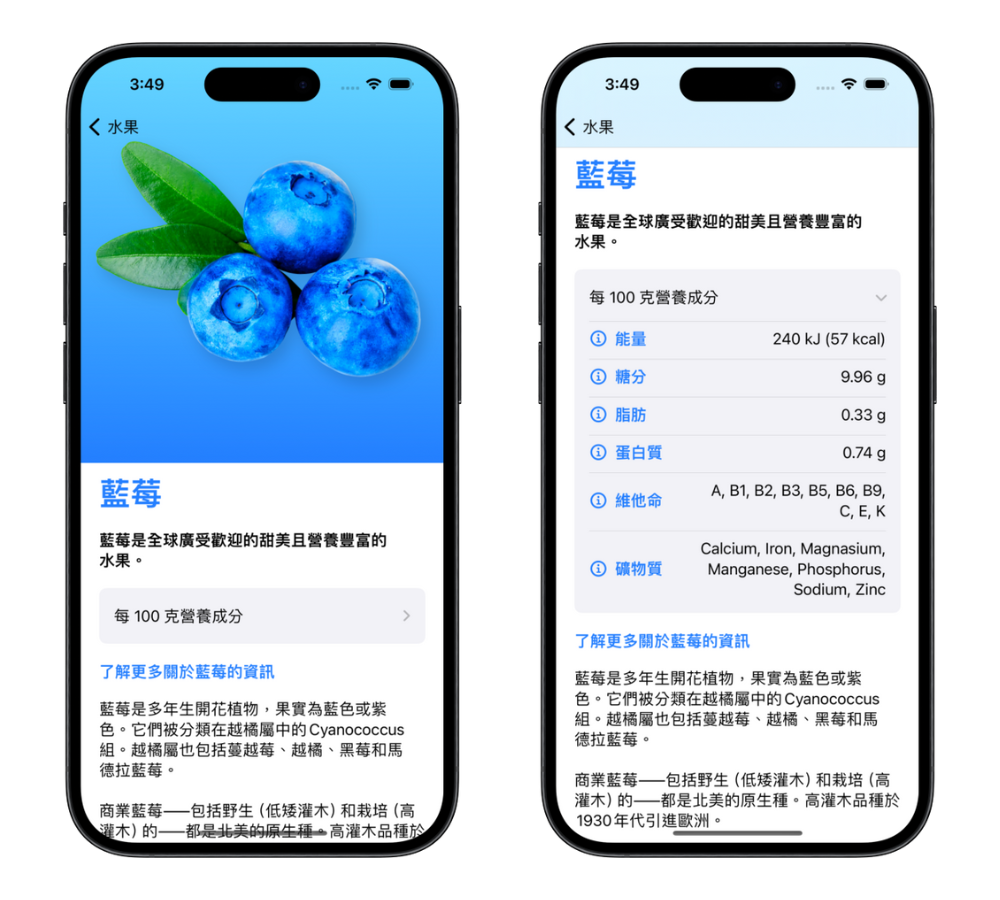 3:49
水果
藍莓
藍莓是全球廣受歡迎的甜美且營養豐富的
水果。
每 100 克營養成分
了解更多關於藍莓的資訊
藍莓是多年生開花植物，果實為藍色或紫
色。它們被分類在越橘屬中的 Cyanococcus
組。越橘屬也包括蔓越莓、越橘、黑莓和馬
德拉藍莓。
商業藍莓——包括野生（低矮灌木）和栽培（高
灌木）的——都是北美的原生種。高灌木品種於
3:49
水果
藍莓
藍莓是全球廣受歡迎的甜美且營養豐富的
水果。
每 100 克營養成分
能量 240 kJ (57 kcal)
糖分 9.96 g
脂肪 0.33 g
蛋白質 0.74 g
維他命 A, B1, B2, B3, B5, B6, B9,
C, E, K
礦物質 Calcium, Iron, Magnasium,
Manganese, Phosphorus,
Sodium, Zinc
了解更多關於藍莓的資訊
藍莓是多年生開花植物，果實為藍色或紫
色。它們被分類在越橘屬中的 Cyanococcus
組。越橘屬也包括蔓越莓、越橘、黑莓和馬
德拉藍莓。
商業藍莓——包括野生（低矮灌木）和栽培（高
灌木）的——都是北美的原生種。高灌木品種於
1930 年代引進歐洲。